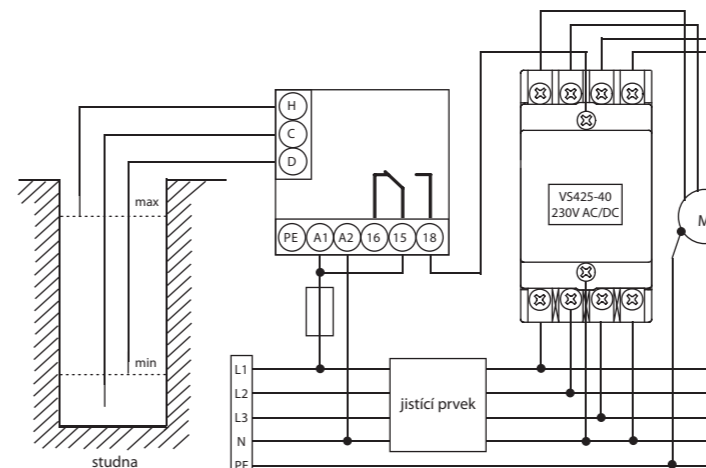 H
C
D
max
min
studna
PE A1 A2 16 15 18
VS425-40
230V AC/DC
M
L1
L2
L3
N
PE
jistící prvek